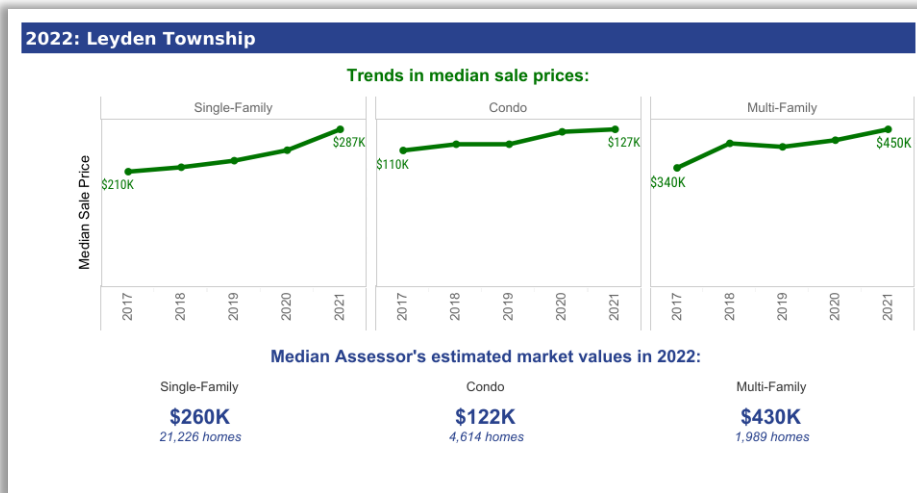 2022: Leyden Township
Trends in median sale prices:
Single-Family Condo Multi-Family
Median Sale Price
$210K $287K
$110K $127K
$340K $450K
2017 2018 2019 2020 2021 2017 2018 2019 2020 2021 2017 2018 2019 2020 2021
Median Assessor's estimated market values in 2022:
Single-Family Condo Multi-Family
$260K $122K $430K
21,226 homes 4,614 homes 1,989 homes